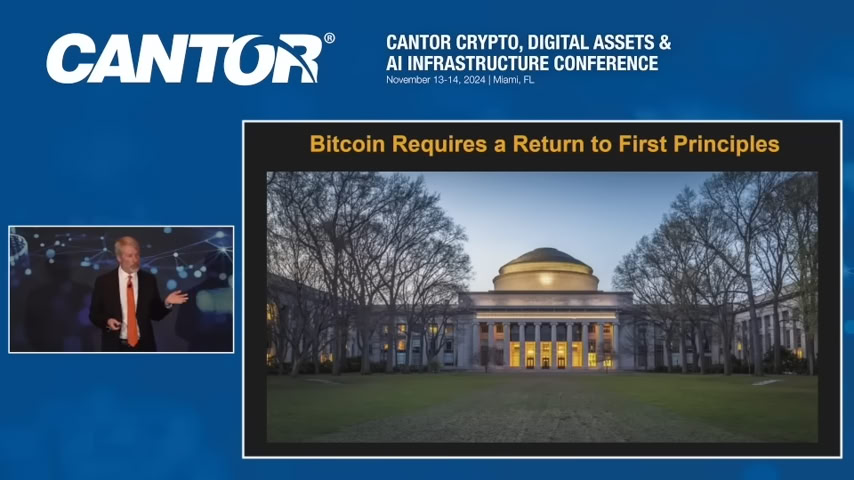 CANTOR®
CANTOR CRYPTO, DIGITAL ASSETS &
AI INFRASTRUCTURE CONFERENCE
November 13-14, 2024 | Miami, FL
Bitcoin Requires a Return to First Principles